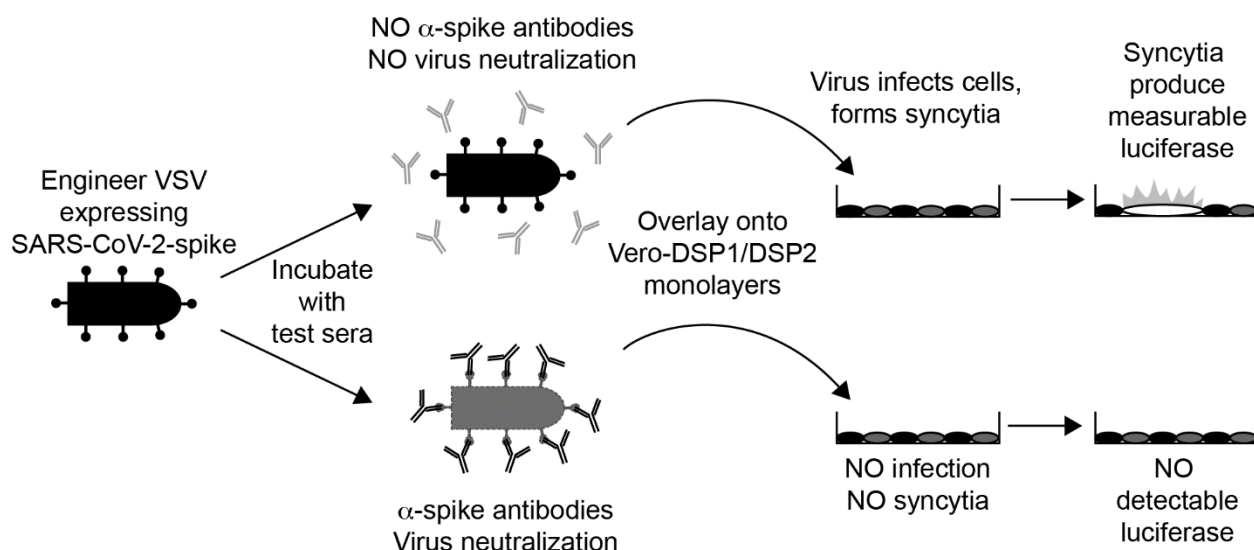 Engineer VSV
expressing
SARS-CoV-2-spike
Incubate
with
test sera
NO α-spike antibodies
NO virus neutralization
α-spike antibodies
Virus neutralization
Overlay onto
Vero-DSP1/DSP2
monolayers
Virus infects cells,
forms syncytia
Syncytia
produce
measurable
luciferase
NO infection
NO syncytia
NO
detectable
luciferase